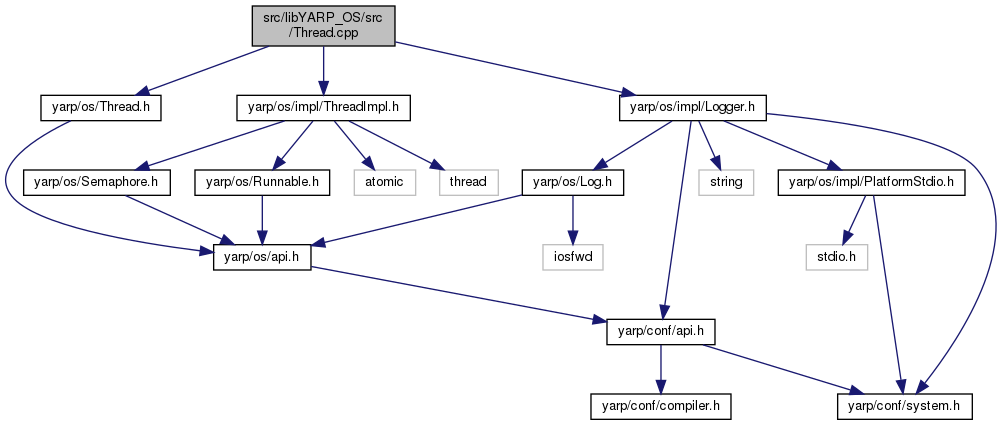 src/libYARP_OS/src
/Thread.cpp
yarp/os/Thread.h
yarp/os/impl/ThreadImpl.h
yarp/os/impl/Logger.h
yarp/os/Semaphore.h
yarp/os/Runnable.h
atomic
thread
yarp/os/Log.h
string
yarp/os/impl/PlatformStdio.h
yarp/os/api.h
iosfwd
stdio.h
yarp/conf/api.h
yarp/conf/compiler.h
yarp/conf/system.h